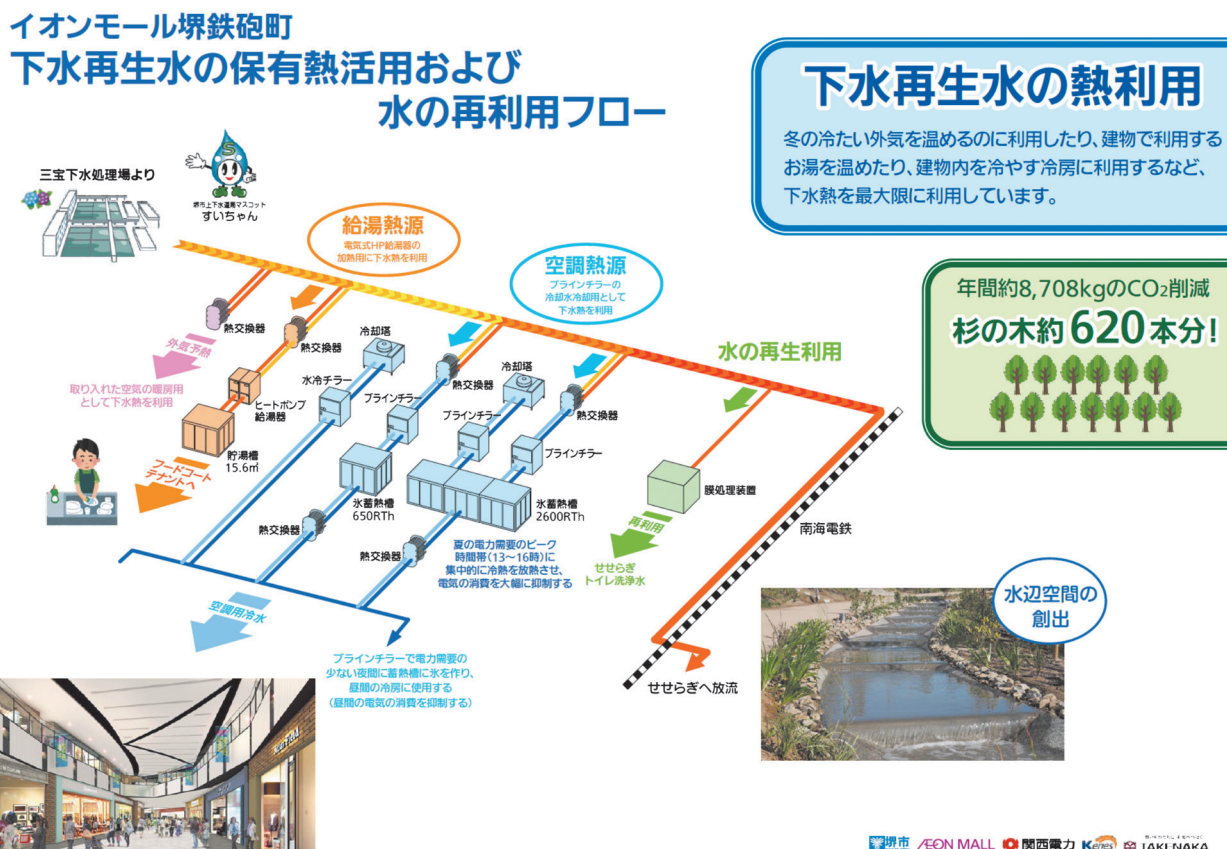 イオンモール堺鉄砲町
下水再生水の保有熱活用および
水の再利用フロー
下水再生水の熱利用
冬の冷たい外気を温めるのに利用したり、建物で利用する
お湯を温めたり、建物内を冷やす冷房に利用するなど、
下水熱を最大限に利用しています。
三宝下水処理場より
S
堺市上下水道局マスコット
すいちゃん
給湯熱源
電気式HP給湯器の
加熱用に下水熱を利用
空調熱源
ブラインチラーの
冷却水冷却用として
下水熱を利用
年間約8,708kgのCO₂削減
杉の木約620本分!
水の再生利用
熱交換器
外気予熱
取り入れた空気の暖房用
として下水熱を利用
熱交換器
ヒートポンプ
給湯器
貯湯槽
15.6㎥
フードコート
テナントへ
冷却塔
水冷チラー
熱交換器
ブラインチラー
氷蓄熱槽
650RTh
熱交換器
冷却塔
ブラインチラー
熱交換器
ブラインチラー
氷蓄熱槽
2600RTh
熱交換器
夏の電力需要のピーク
時間帯(13〜16時)に
集中的に冷熱を放熱させ、
電気の消費を大幅に抑制する
膜処理装置
再利用
せせらぎ
トイレ洗浄水
南海電鉄
空調用冷水
ブラインチラーで電力需要の
少ない夜間に蓄熱槽に氷を作り、
昼間の冷房に使用する
(昼間の電気の消費を抑制する)
せせらぎへ放流
水辺空間の
創出
堺市
ÆON MALL
関西電力
Kenes
TAKENAKA